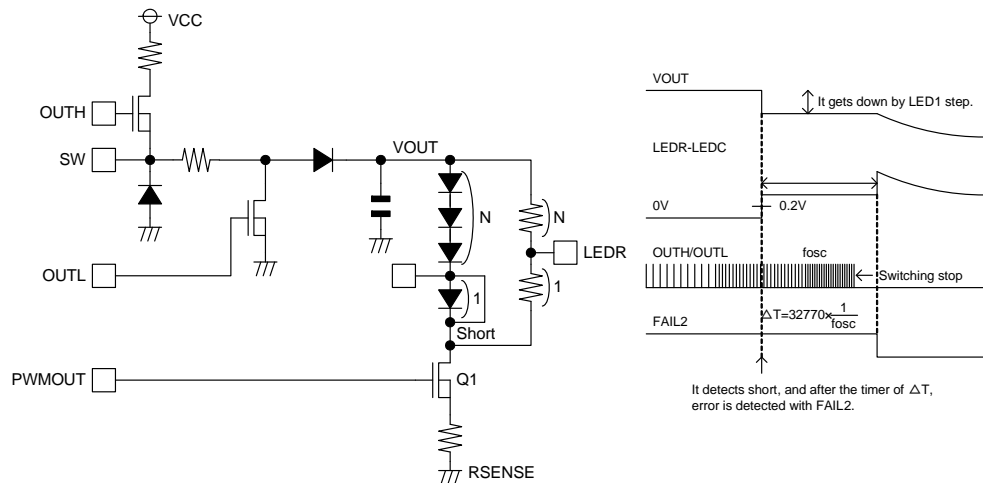 VCC
OUTH
SW
OUTL
VOUT
N
1
Short
N
1
LEDR
PWMOUT
Q1
RSENSE
VOUT
It gets down by LED1 step.
LEDR-LEDC
0V
0.2V
OUTH/OUTL
fosc
Switching stop
FAIL2
△T=32770×1/fosc
It detects short, and after the timer of △T,
error is detected with FAIL2.